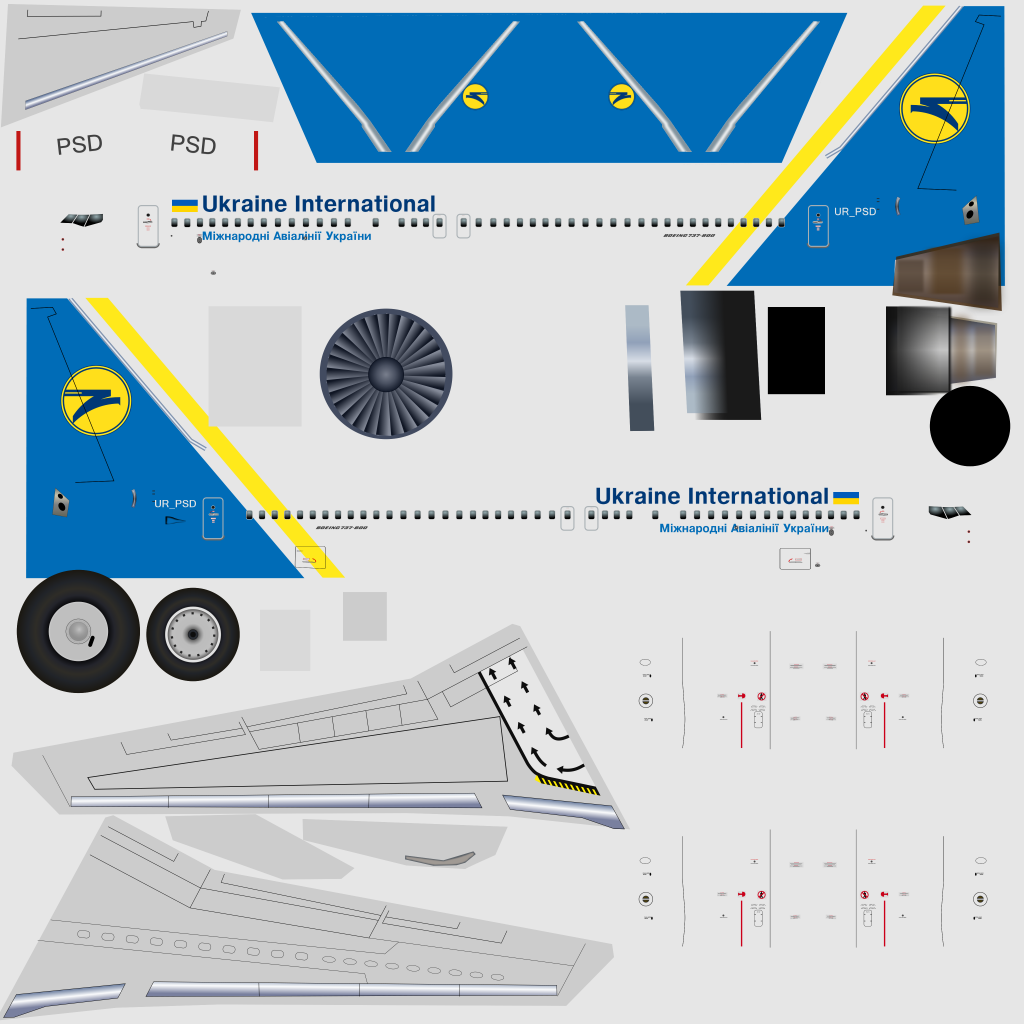 PSD
PSD
Ukraine International
UR_PSD
Міжнародні Авіалінії України
BOEING 737-800
Ukraine International
UR_PSD
Міжнародні Авіалінії України
BOEING 737-800